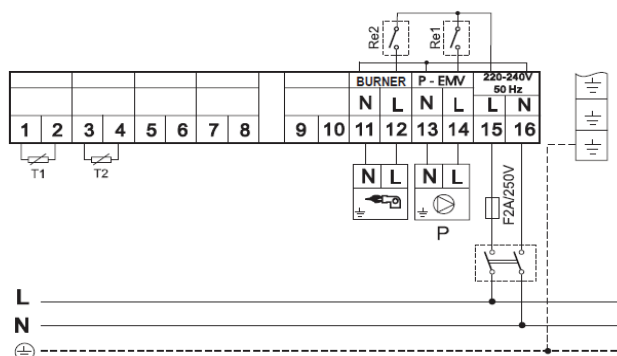 Re2
Re1
BURNER P - EMV 220-240V
50 Hz
N L N L L N
1 2 3 4 5 6 7 8 9 10 11 12 13 14 15 16
T1 T2
N L N L
F2A/250V
P
L
N